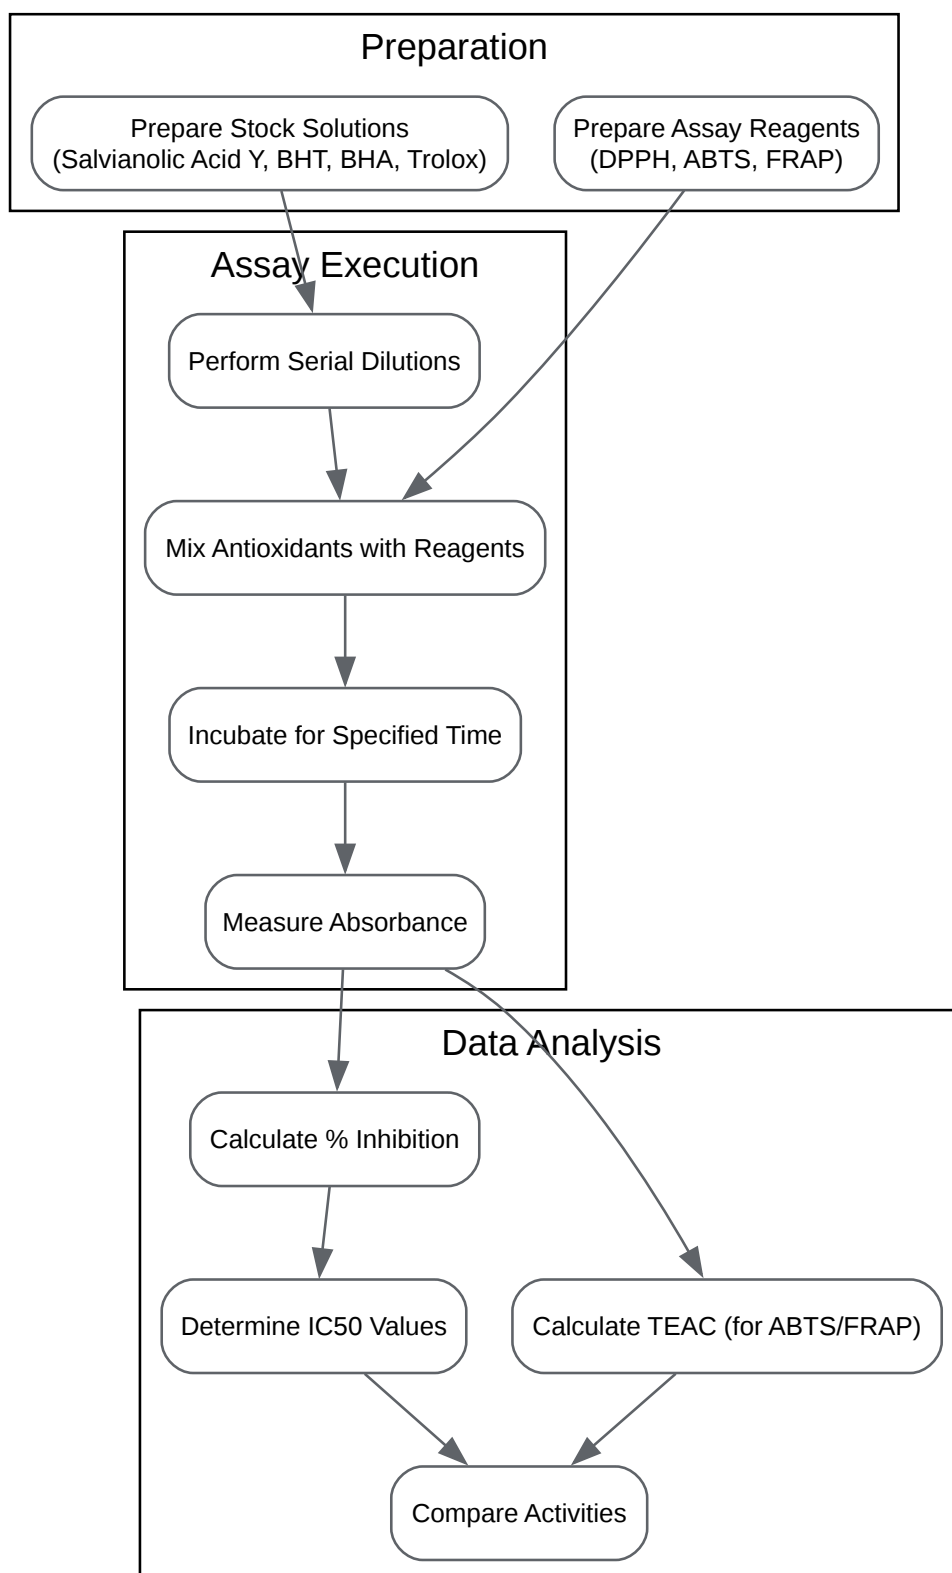 Preparation
Prepare Stock Solutions
(Salvianolic Acid Y, BHT, BHA, Trolox)
Prepare Assay Reagents
(DPPH, ABTS, FRAP)
Assay Execution
Perform Serial Dilutions
Mix Antioxidants with Reagents
Incubate for Specified Time
Measure Absorbance
Data Analysis
Calculate % Inhibition
Determine IC50 Values
Calculate TEAC (for ABTS/FRAP)
Compare Activities